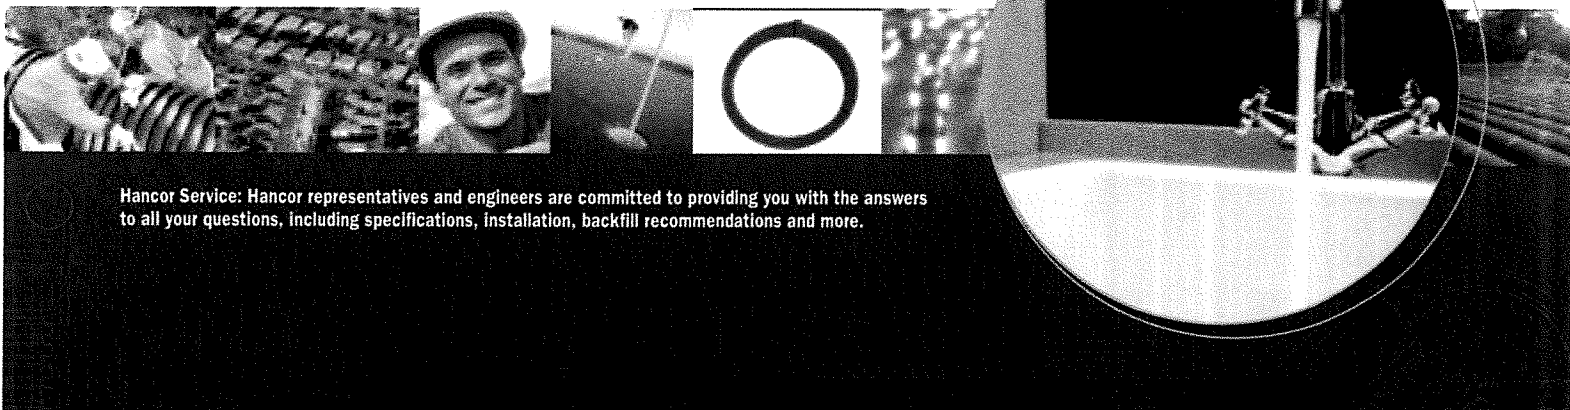 Hancor Service: Hancor representatives and engineers are committed to providing you with the answers
to all your questions, including specifications, installation, backfill recommendations and more.